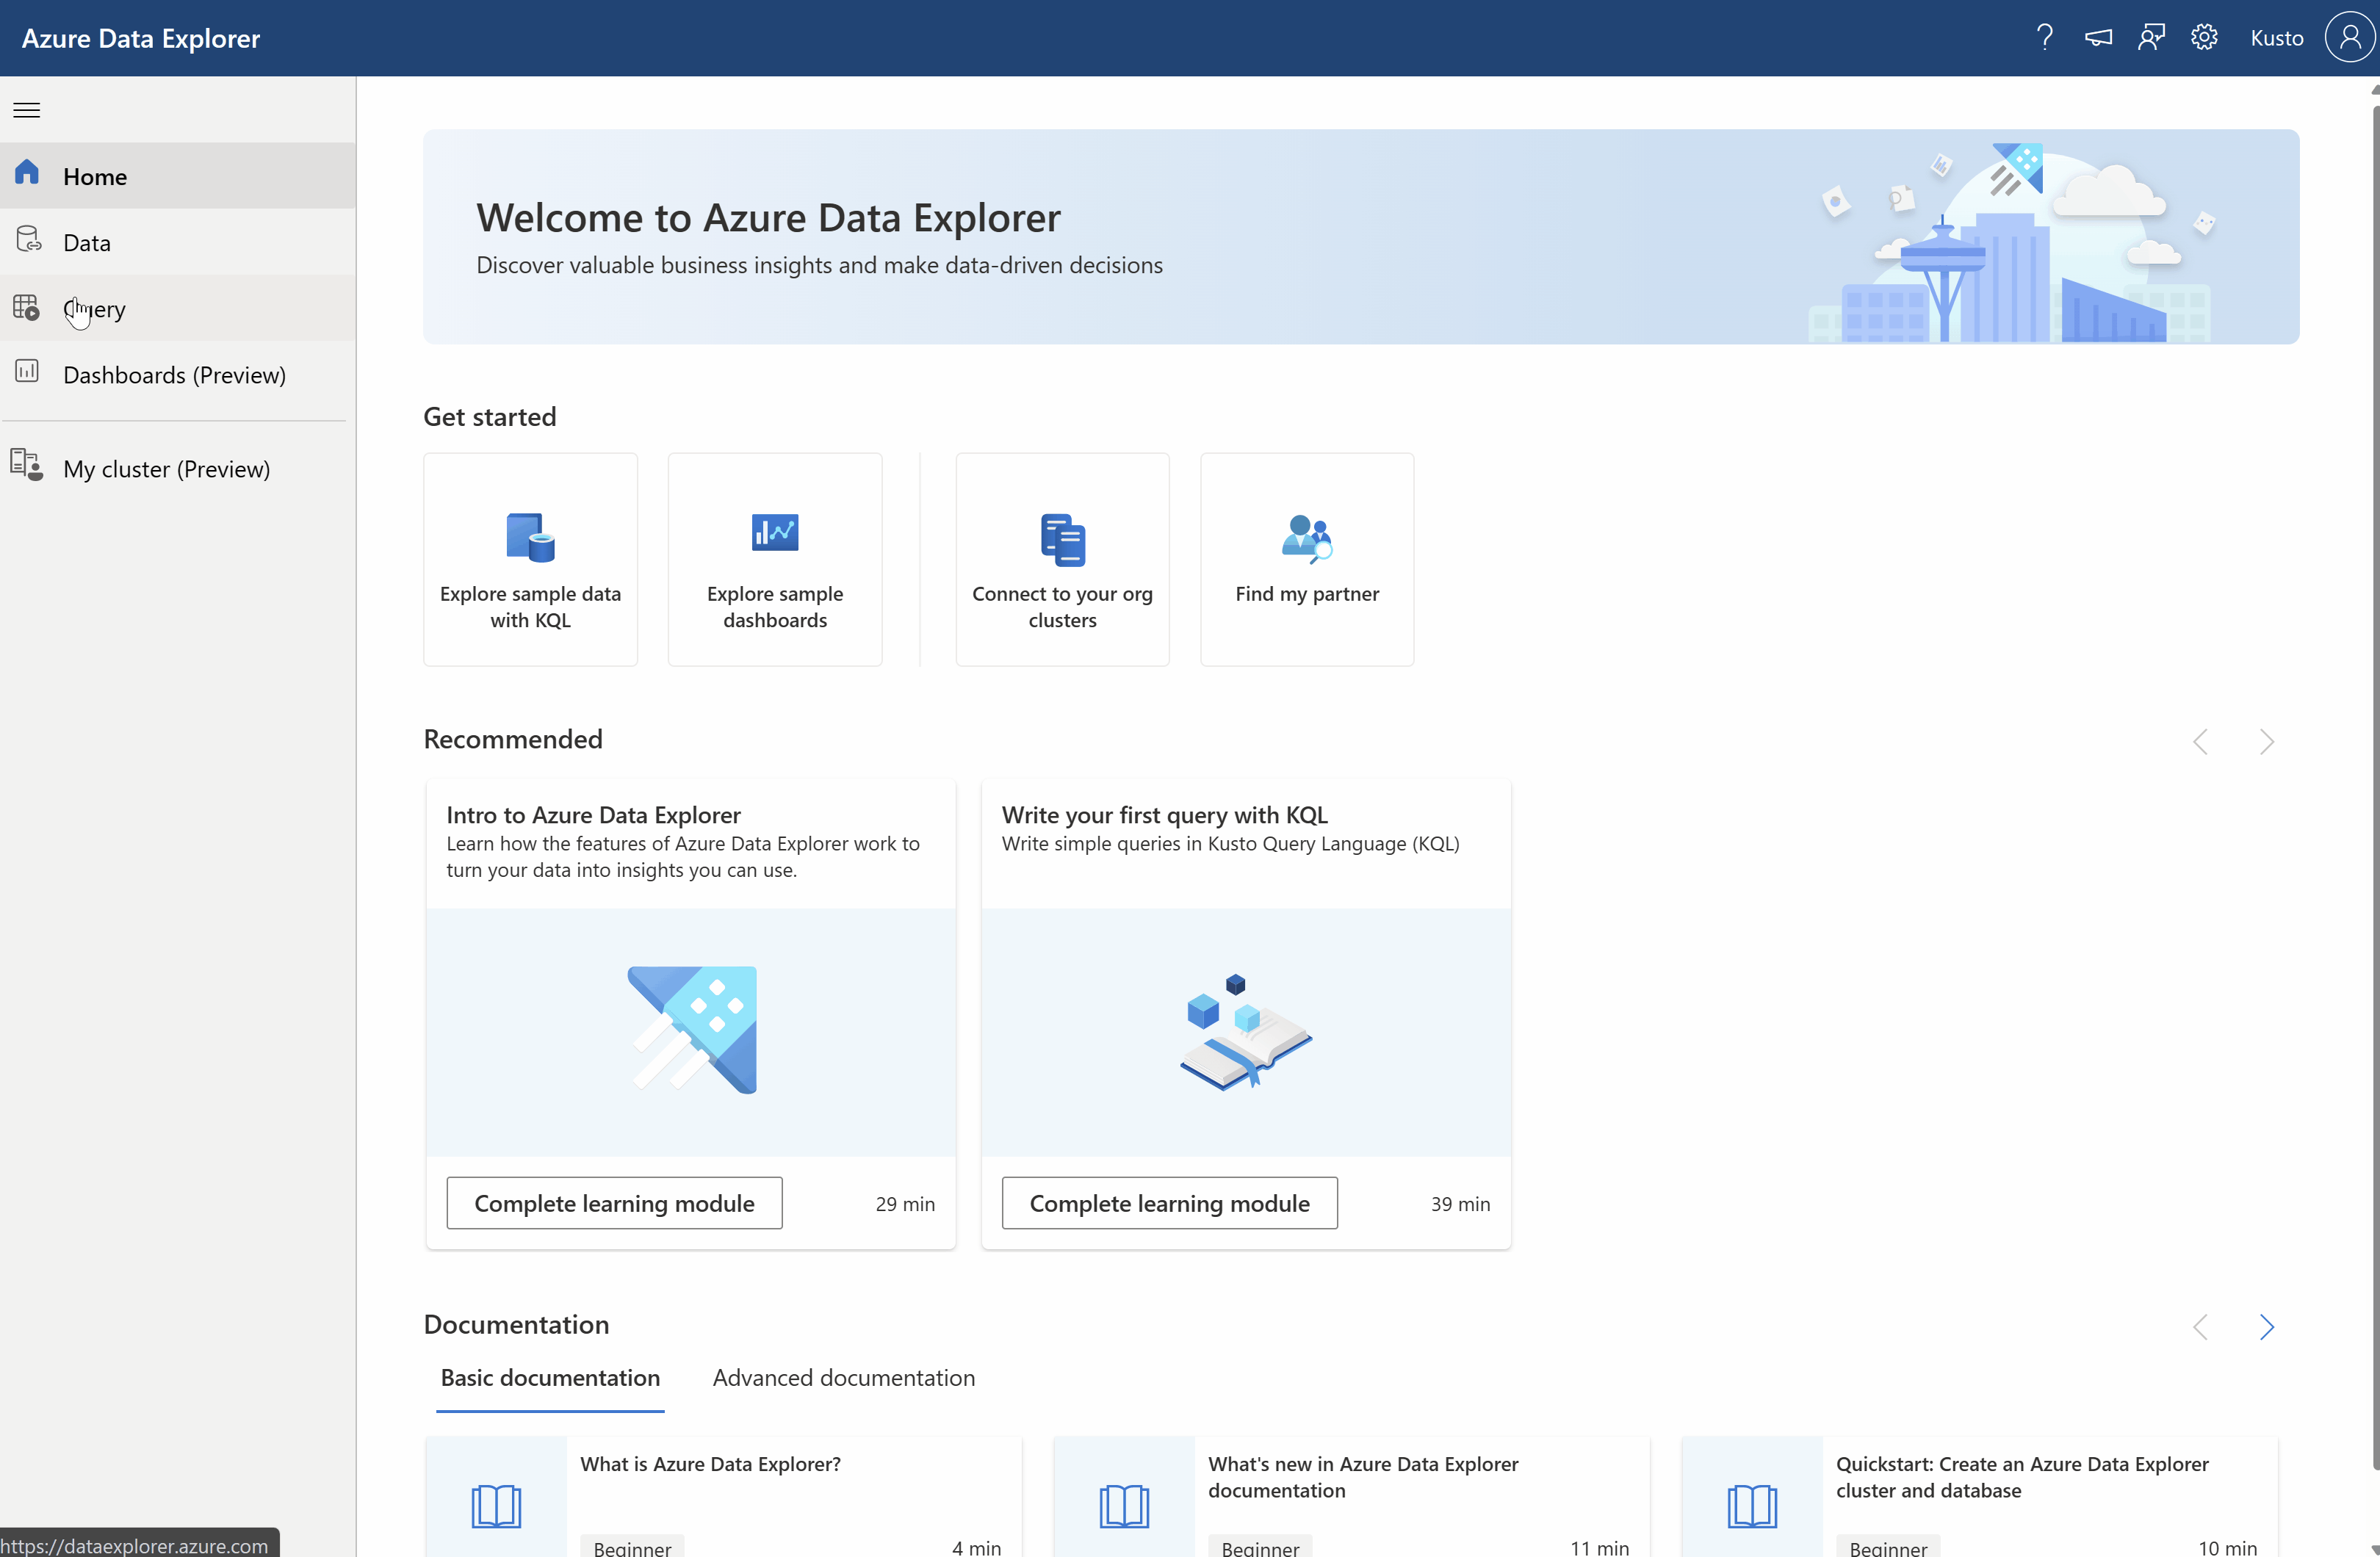 Azure Data Explorer
Kusto
Home
Data
Query
Dashboards (Preview)
My cluster (Preview)
Welcome to Azure Data Explorer
Discover valuable business insights and make data-driven decisions
Get started
Explore sample data
with KQL
Explore sample
dashboards
Connect to your org
clusters
Find my partner
Recommended
Intro to Azure Data Explorer
Learn how the features of Azure Data Explorer work to
turn your data into insights you can use.
Complete learning module
29 min
Write your first query with KQL
Write simple queries in Kusto Query Language (KQL)
Complete learning module
39 min
Documentation
Basic documentation
Advanced documentation
What is Azure Data Explorer?
Beginner
4 min
What's new in Azure Data Explorer
documentation
Beginner
11 min
Quickstart: Create an Azure Data Explorer
cluster and database
Beginner
10 min
https://dataexplorer.azure.com